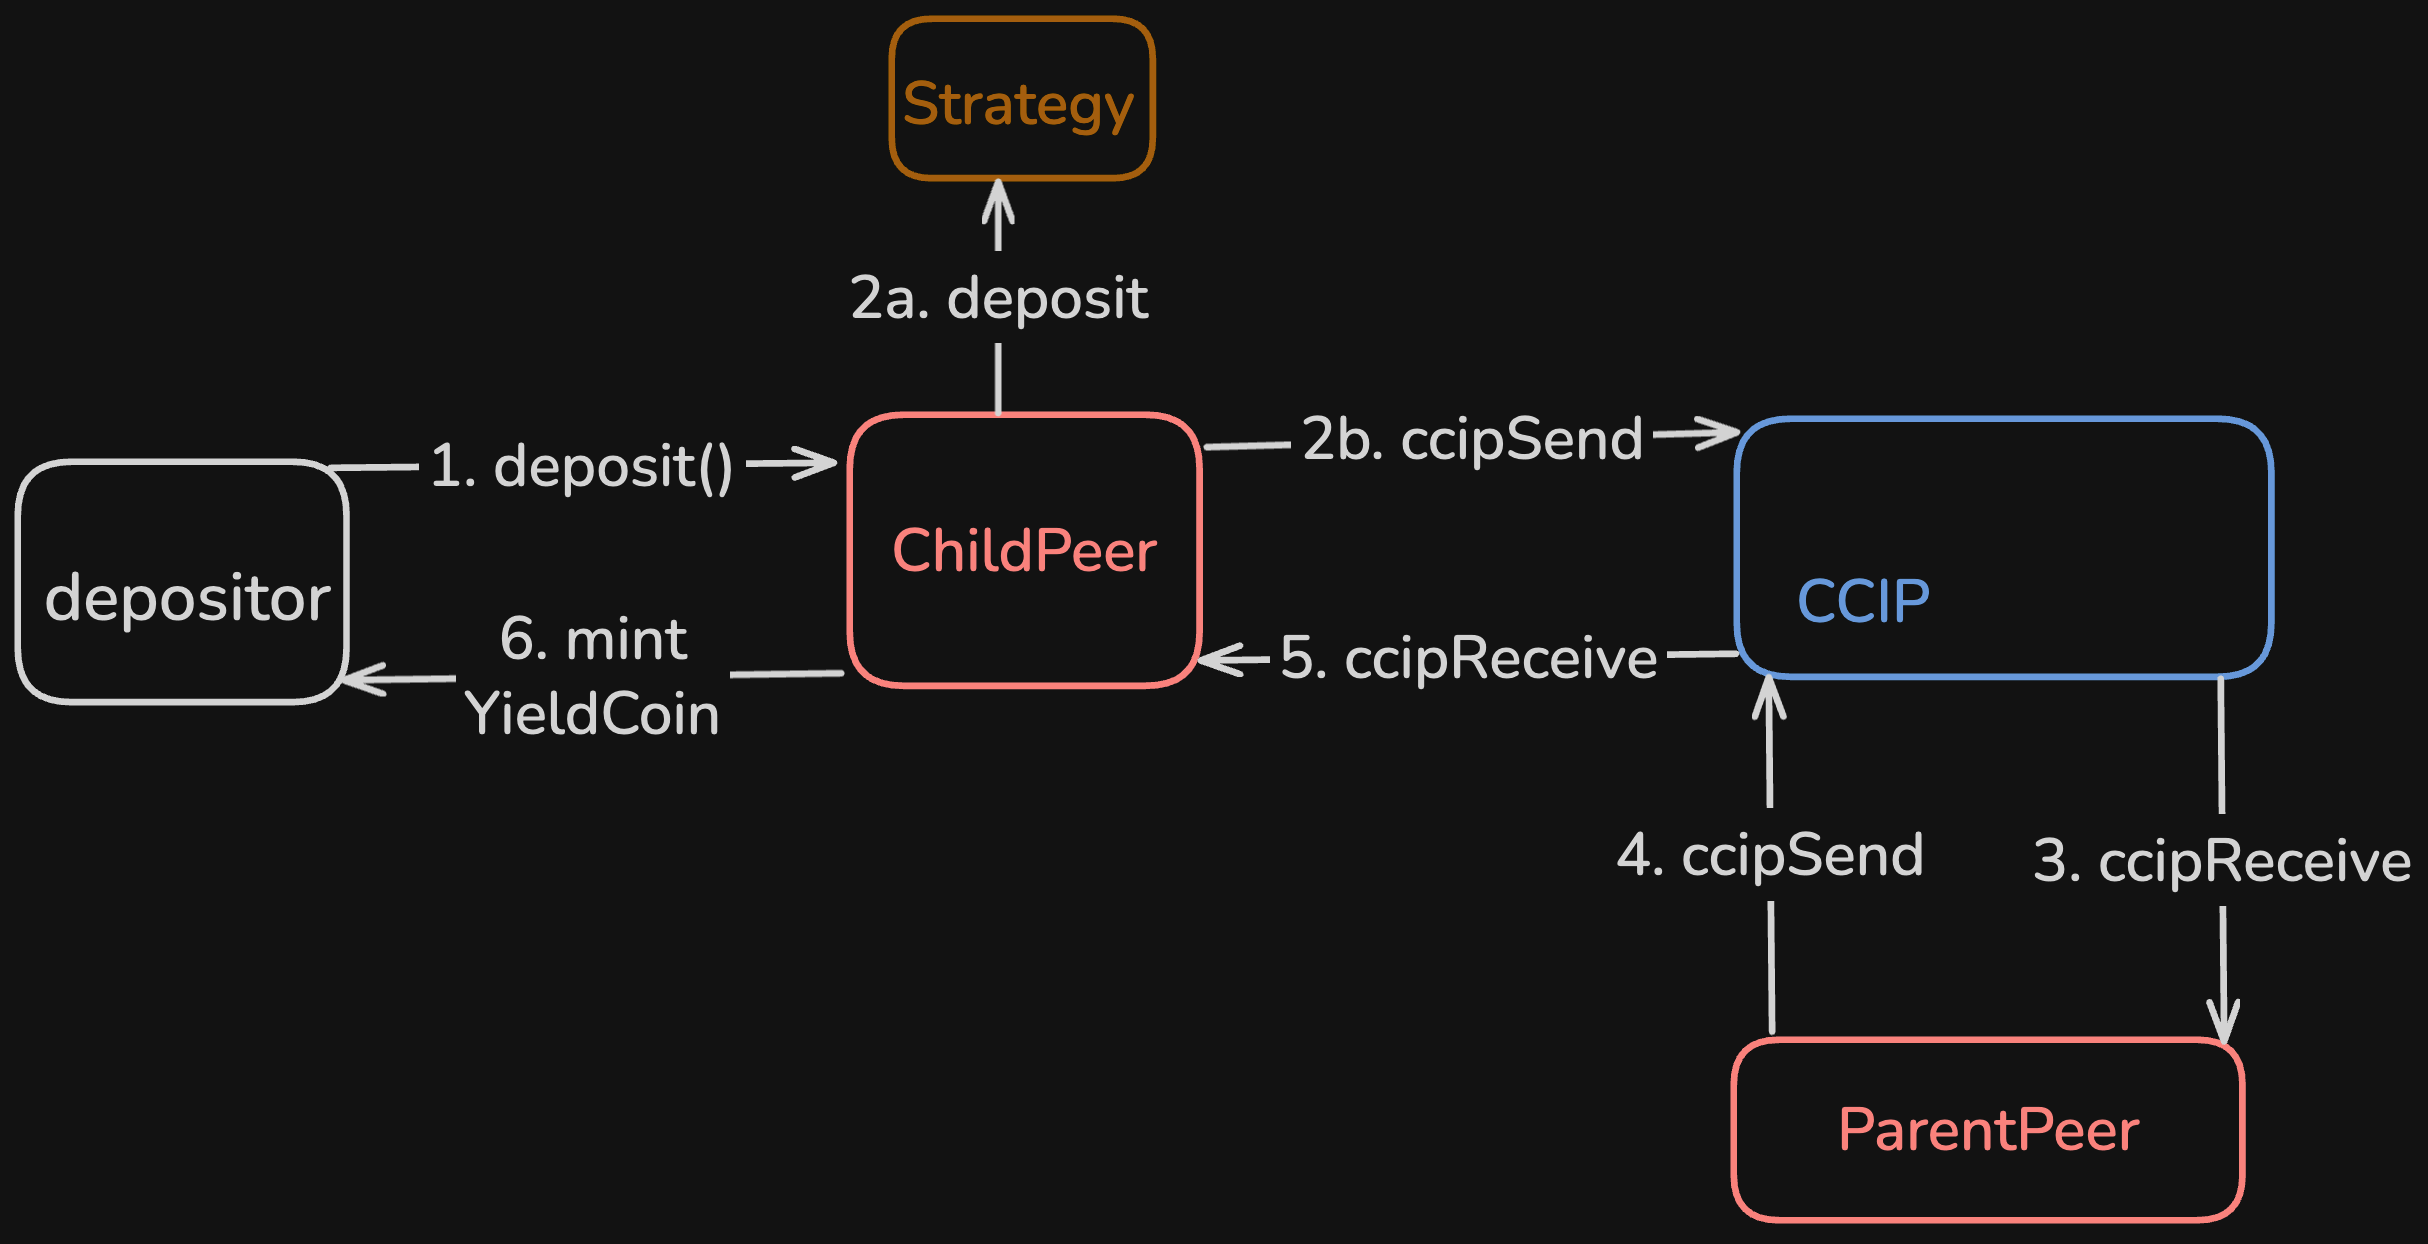 Strategy
2a. deposit
1. deposit()
2b. ccipSend
ChildPeer
depositor
CCIP
6. mint
YieldCoin
5. ccipReceive
4. ccipSend
3. ccipReceive
ParentPeer